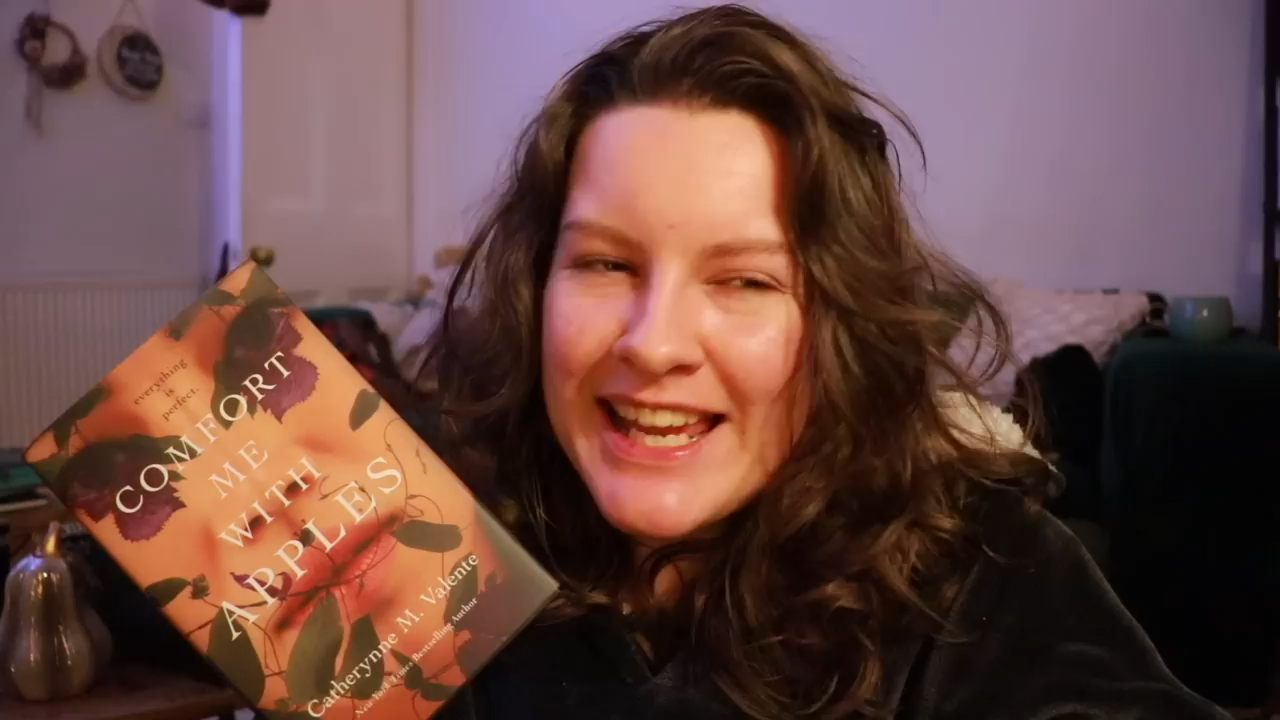 everything
is
perfect.
COMFORT
ME
WITH
APPLES
Catherynne M. Valente
New York Times Bestselling Author